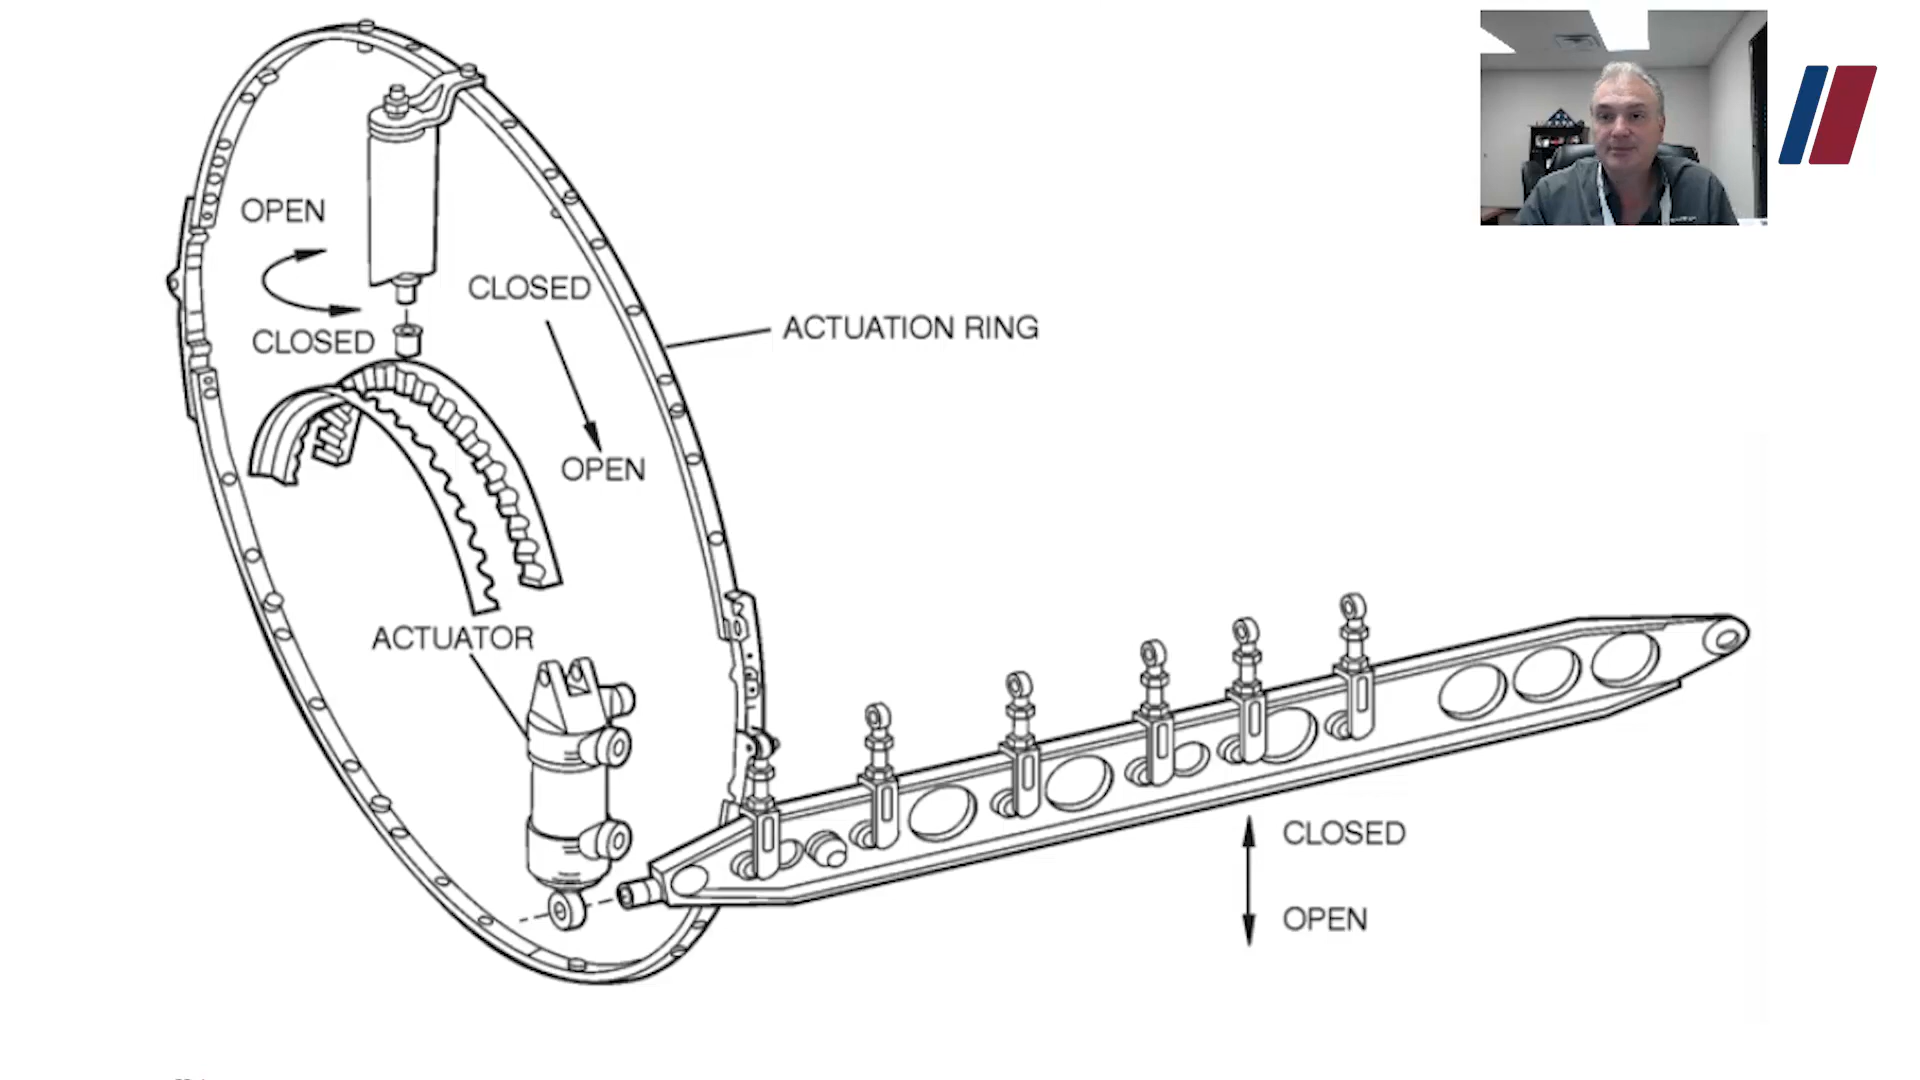 OPEN
CLOSED
CLOSED
OPEN
ACTUATION RING
ACTUATOR
CLOSED
OPEN